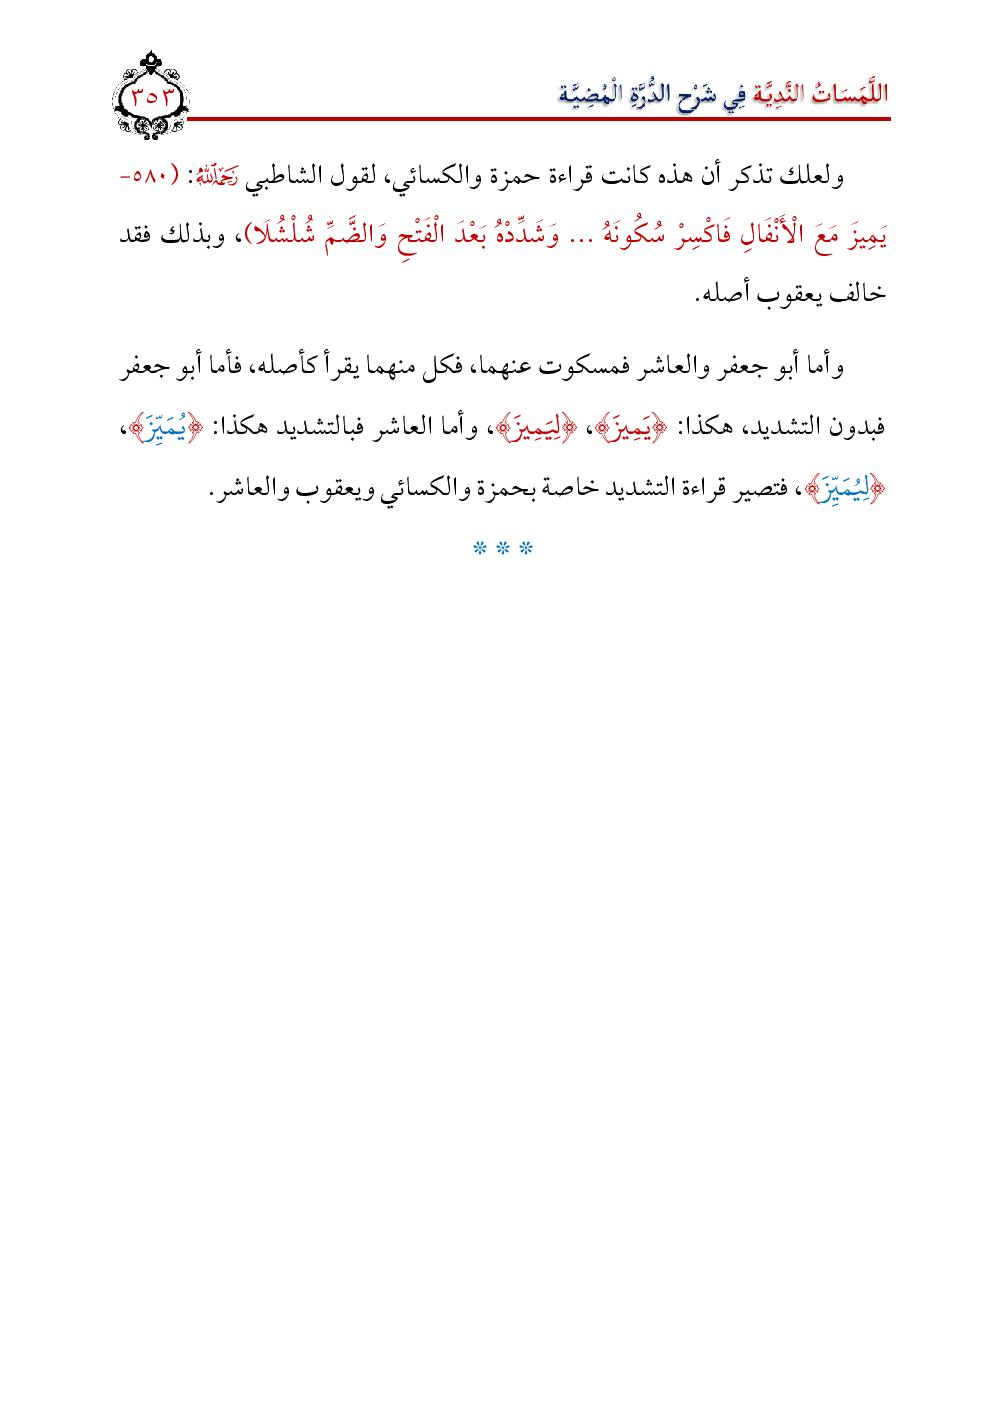 اللَّمَسَاتُ النَّدِيَّة فِي شَرْح الدُّرَّةِ الْمُضِيَّة
٣٥٣
ولعلك تذكر أن هذه كانت قراءة حمزة والكسائي، لقول الشاطبي رَحِمَهُ ٱللَّهُ: (٥٨٠-
يَمِيزَ مَعَ الْأَنْفَالِ فَاكْسِرْ سُكُونَهُ ... وَشَدِّدْهُ بَعْدَ الْفَتْحِ وَالضَّمِّ شُلْشُلَا)، وبذلك فقد
خالف يعقوب أصله.
وأما أبو جعفر والعاشر فمسكوت عنهما، فكل منهما يقرأ كأصله، فأما أبو جعفر
فبدون التشديد، هكذا: ﴿يَمِيزَ﴾، ﴿لِيَمِيزَ﴾، وأما العاشر فبالتشديد هكذا: ﴿يُمَيِّزَ﴾،
﴿لِيُمَيِّزَ﴾، فتصير قراءة التشديد خاصة بحمزة والكسائي ويعقوب والعاشر.
* * *